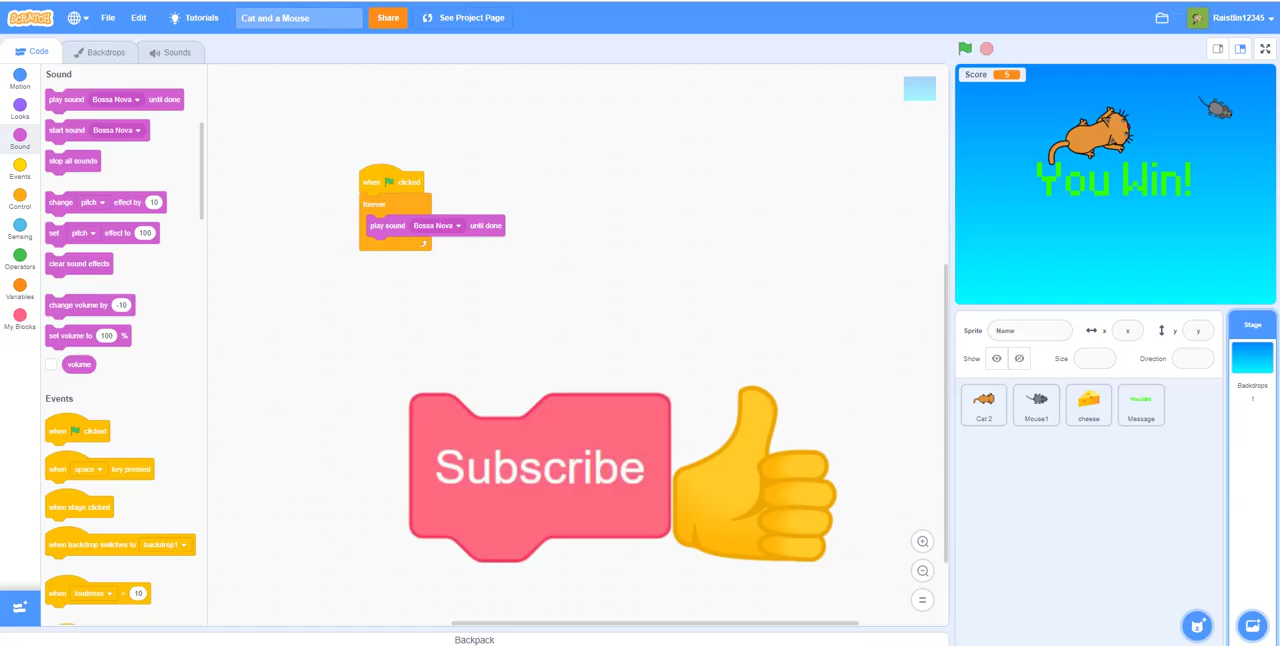 SCRATCH File Edit Tutorials Cat and a Mouse Share See Project Page Raistlin12345
Code Backdrops Sounds
Motion
Looks
Sound
Events
Control
Sensing
Operators
Variables
My Blocks
Sound
play sound Bossa Nova until done
start sound Bossa Nova
stop all sounds
change pitch effect by 10
set pitch effect to 100
clear sound effects
change volume by -10
set volume to 100 %
volume
Events
when clicked
when space key pressed
when stage clicked
when backdrop switches to backdrop1
when loudness > 10
when clicked
forever
play sound Bossa Nova until done
Subscribe
Backpack
Score 5
You Win!
Sprite Name x x y y
Show Size Direction
Cat 2 Mouse1 cheese You Win! Message
Stage
Backdrops
1